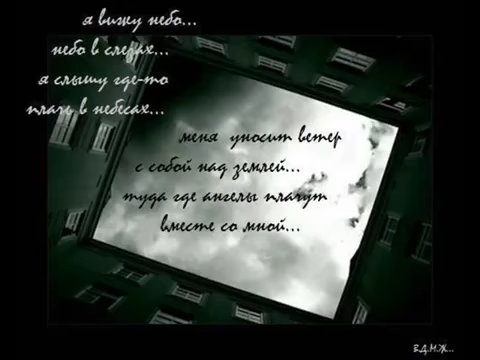 я вижу небо...
небо в слезах...
я слышу где-то
плачь в небесах...
меня уносит ветер
с собой над землей...
туда где ангелы плачут
вместе со мной...
В.Д.М.Ж...